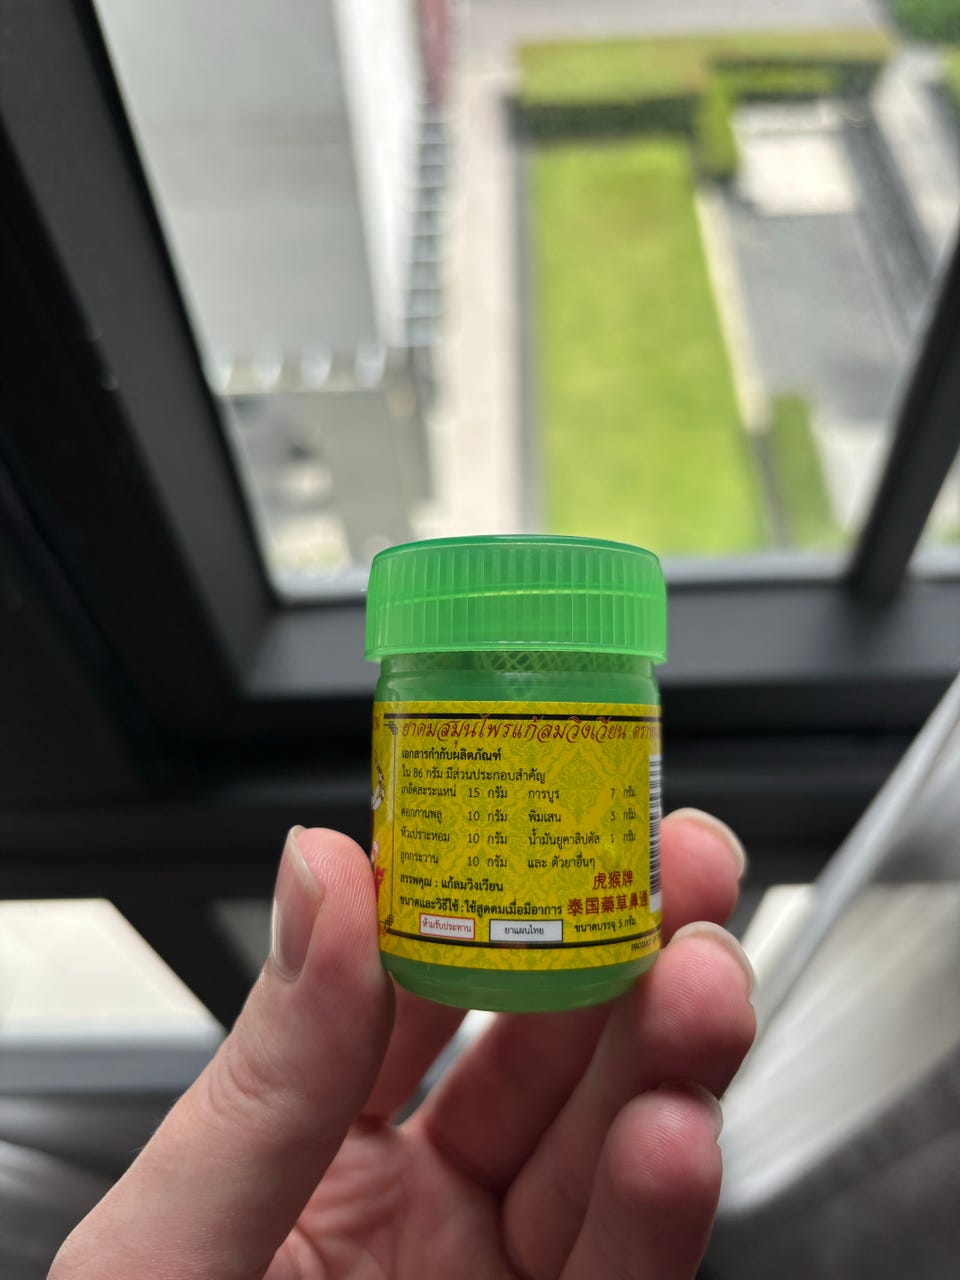 ยาดมสมุนไพรแก้ลมวิงเวียน
เอกสารกำกับผลิตภัณฑ์
ใน 86 กรัม มีส่วนประกอบสำคัญ
เกล็ดสะระแหน่ 15 กรัม การบูร 7 กรัม
ดอกกานพลู 10 กรัม พิมเสน 3 กรัม
หัวเปราะหอม 10 กรัม น้ำมันยูคาลิปตัส 1 กรัม
ลูกกระวาน 10 กรัม และ ตัวยาอื่นๆ
สรรพคุณ : แก้ลมวิงเวียน
ขนาดและวิธีใช้ : ใช้สูดดมเมื่อมีอาการ
ห้ามรับประทาน
ยาแผนไทย
虎猴牌
泰国藥草鼻通
ขนาดบรรจุ 5 กรัม
PRODUCT